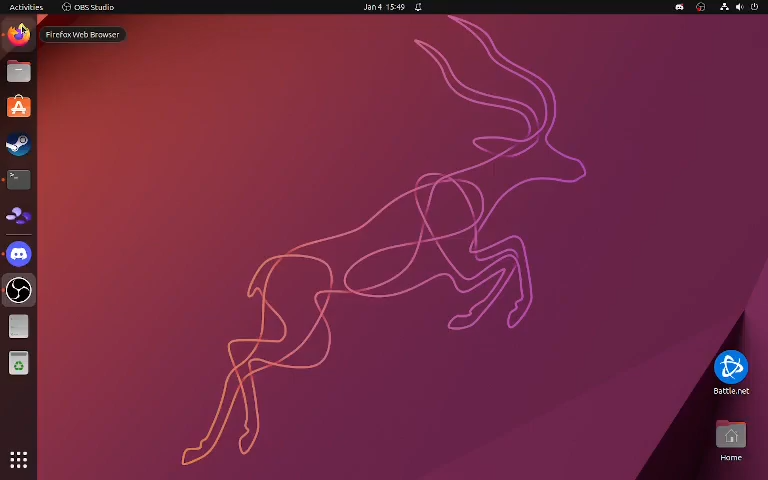 Activities
OBS Studio
Jan 4 15:49
Firefox Web Browser
Battle.net
Home